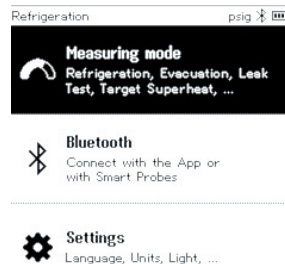 Refrigeration psig
Measuring mode
Refrigeration, Evacuation, Leak
Test, Target Superheat, ...
Bluetooth
Connect with the App or
with Smart Probes
Settings
Language, Units, Light, ...